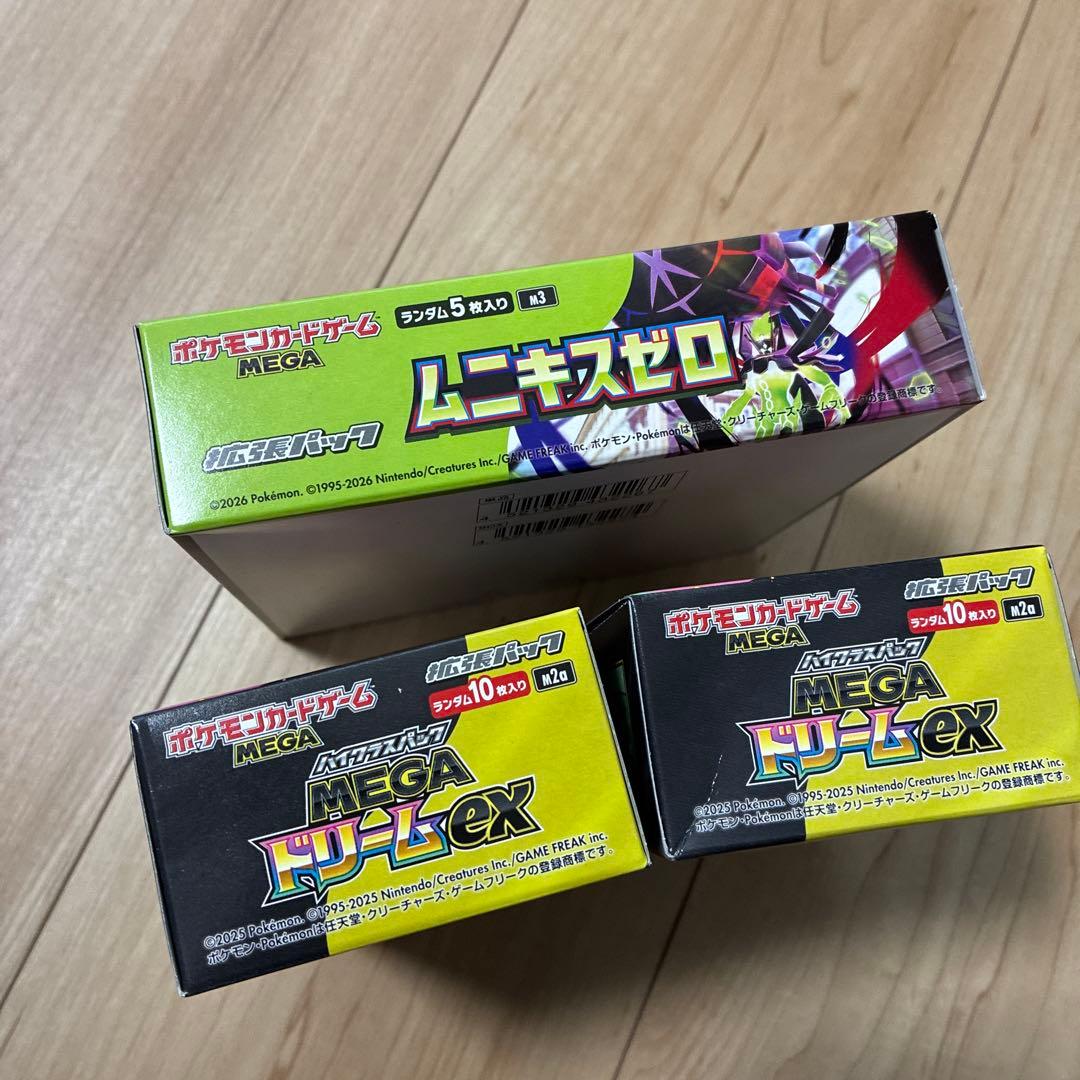 ポケモンカードゲーム
MEGA
ランダム5枚入り M3
ムニキスゼロ
拡張パック
©2026 Pokémon. ©1995-2026 Nintendo/Creatures Inc./GAME FREAK inc. ポケモン・Pokémonは任天堂・クリーチャーズ・ゲームフリークの登録商標です。
ポケモンカードゲーム
MEGA
拡張パック
ランダム10枚入り M2a
ハイクラスパック
MEGA
ドリームex
©2025 Pokémon. ©1995-2025 Nintendo/Creatures Inc./GAME FREAK inc.
ポケモン・Pokémonは任天堂・クリーチャーズ・ゲームフリークの登録商標です。
ポケモンカードゲーム
MEGA
拡張パック
ランダム10枚入り M2a
ハイクラスパック
MEGA
ドリームex
©2025 Pokémon. ©1995-2025 Nintendo/Creatures Inc./GAME FREAK inc.
ポケモン・Pokémonは任天堂・クリーチャーズ・ゲームフリークの登録商標です。